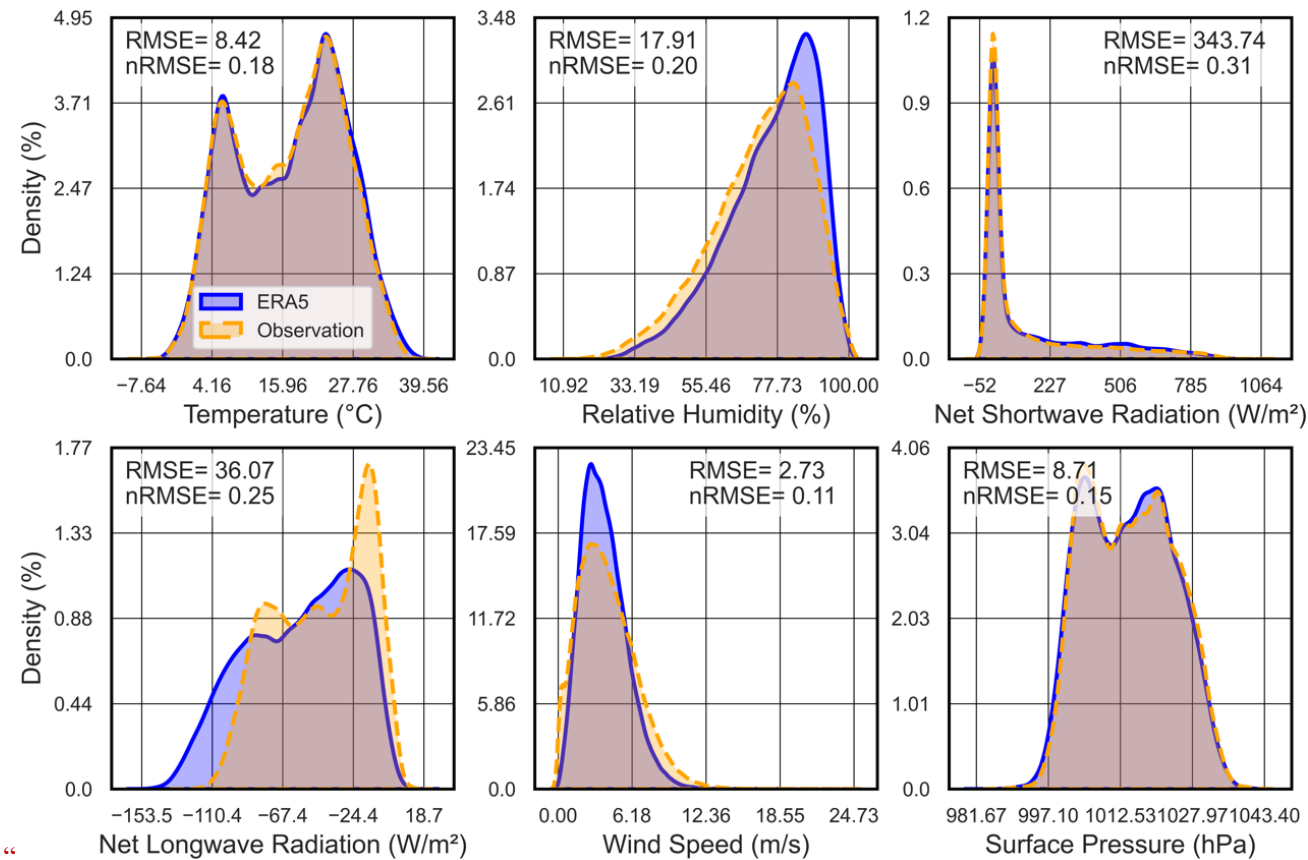 4.95
3.71
2.47
1.24
0.0
Density (%)
RMSE= 8.42
nRMSE= 0.18
ERA5
Observation
−7.64 4.16 15.96 27.76 39.56
Temperature (°C)
3.48
2.61
1.74
0.87
0.0
RMSE= 17.91
nRMSE= 0.20
10.92 33.19 55.46 77.73 100.00
Relative Humidity (%)
1.2
0.9
0.6
0.3
0.0
RMSE= 343.74
nRMSE= 0.31
−52 227 506 785 1064
Net Shortwave Radiation (W/m²)
1.77
1.33
0.88
0.44
0.0
Density (%)
RMSE= 36.07
nRMSE= 0.25
−153.5 −110.4 −67.4 −24.4 18.7
Net Longwave Radiation (W/m²)
23.45
17.59
11.72
5.86
0.0
RMSE= 2.73
nRMSE= 0.11
0.00 6.18 12.36 18.55 24.73
Wind Speed (m/s)
4.06
3.04
2.03
1.01
0.0
RMSE= 8.71
nRMSE= 0.15
981.67 997.10 1012.53 1027.97 1043.40
Surface Pressure (hPa)
“